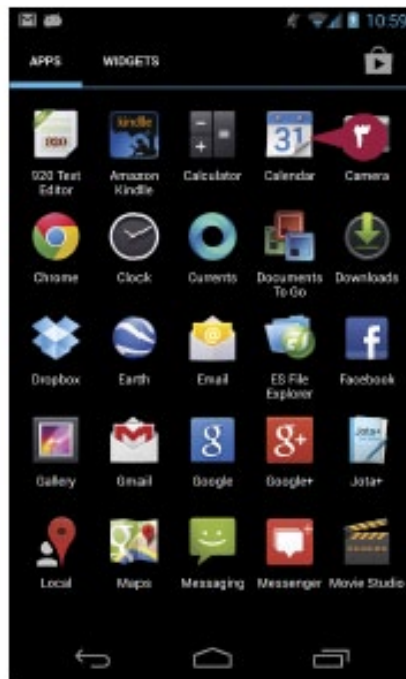 10:59
APPS WIDGETS
920
31 ٣
kindle
920 Text Editor
Amazon Kindle
Calculator
Calendar
Camera
Chrome
Clock
Currents
Documents To Go
Downloads
Dropbox
Earth
Email
ES File Explorer
Facebook
Gallery
Gmail
Google
Google+
Jota+
Local
Maps
Messaging
Messenger
Movie Studio